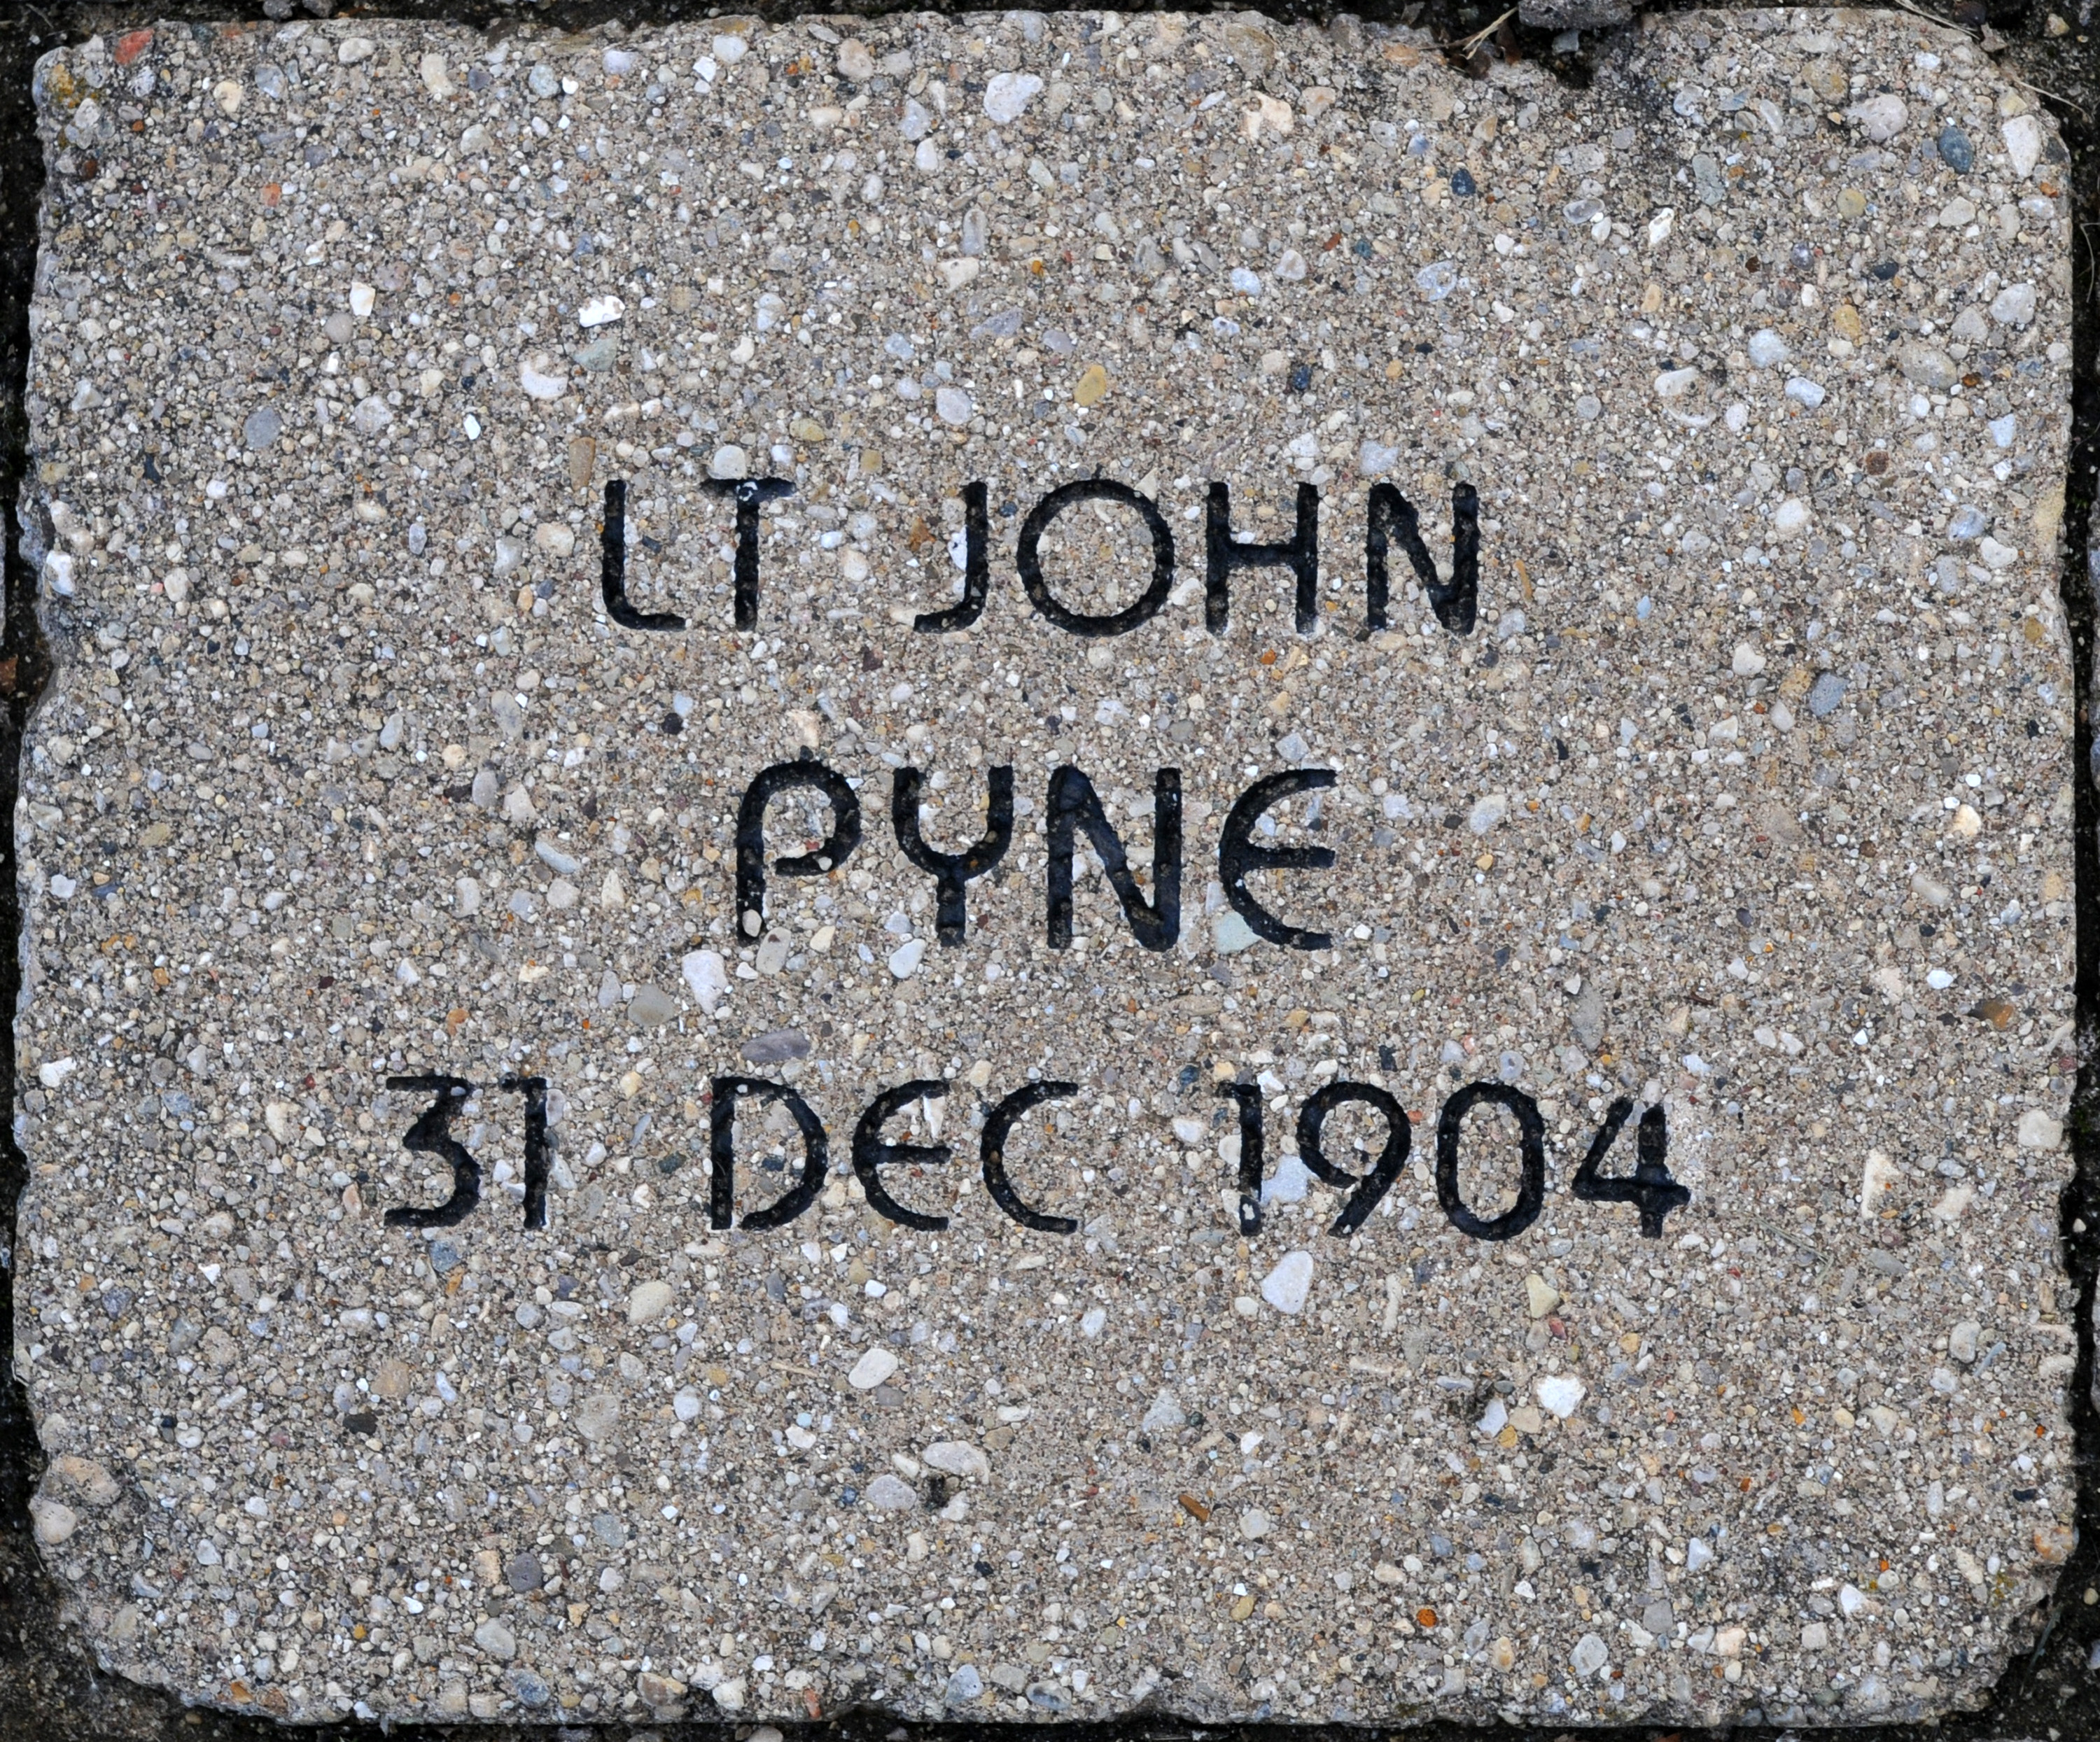 LT JOHN
PYNE
31 DEC 1904